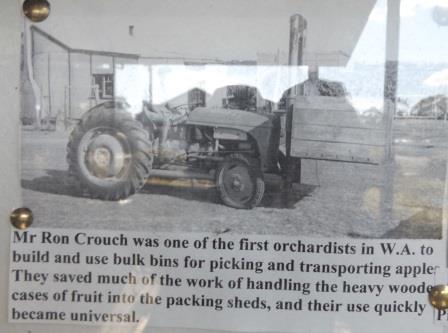 Mr Ron Crouch was one of the first orchardists in W.A. to
build and use bulk bins for picking and transporting apple
They saved much of the work of handling the heavy woode
cases of fruit into the packing sheds, and their use quickly
became universal.